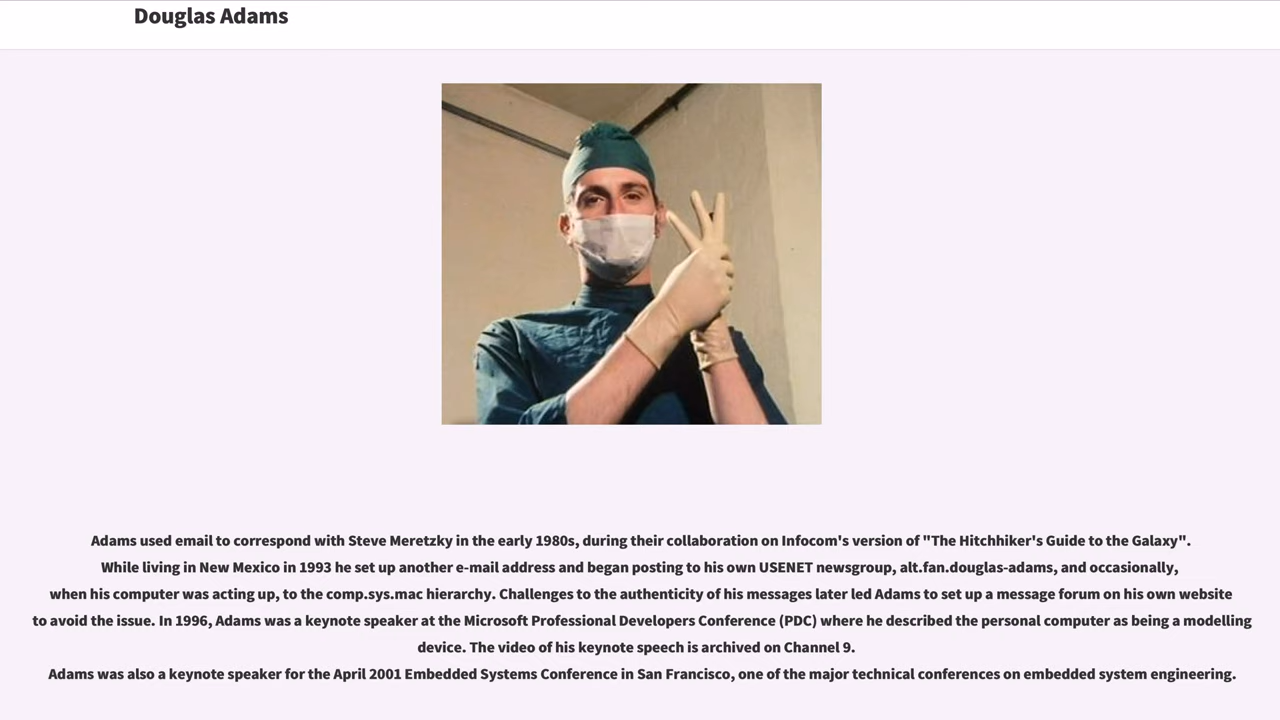 Douglas Adams
Adams used email to correspond with Steve Meretzky in the early 1980s, during their collaboration on Infocom's version of "The Hitchhiker's Guide to the Galaxy".
While living in New Mexico in 1993 he set up another e-mail address and began posting to his own USENET newsgroup, alt.fan.douglas-adams, and occasionally,
when his computer was acting up, to the comp.sys.mac hierarchy. Challenges to the authenticity of his messages later led Adams to set up a message forum on his own website
to avoid the issue. In 1996, Adams was a keynote speaker at the Microsoft Professional Developers Conference (PDC) where he described the personal computer as being a modelling
device. The video of his keynote speech is archived on Channel 9.
Adams was also a keynote speaker for the April 2001 Embedded Systems Conference in San Francisco, one of the major technical conferences on embedded system engineering.